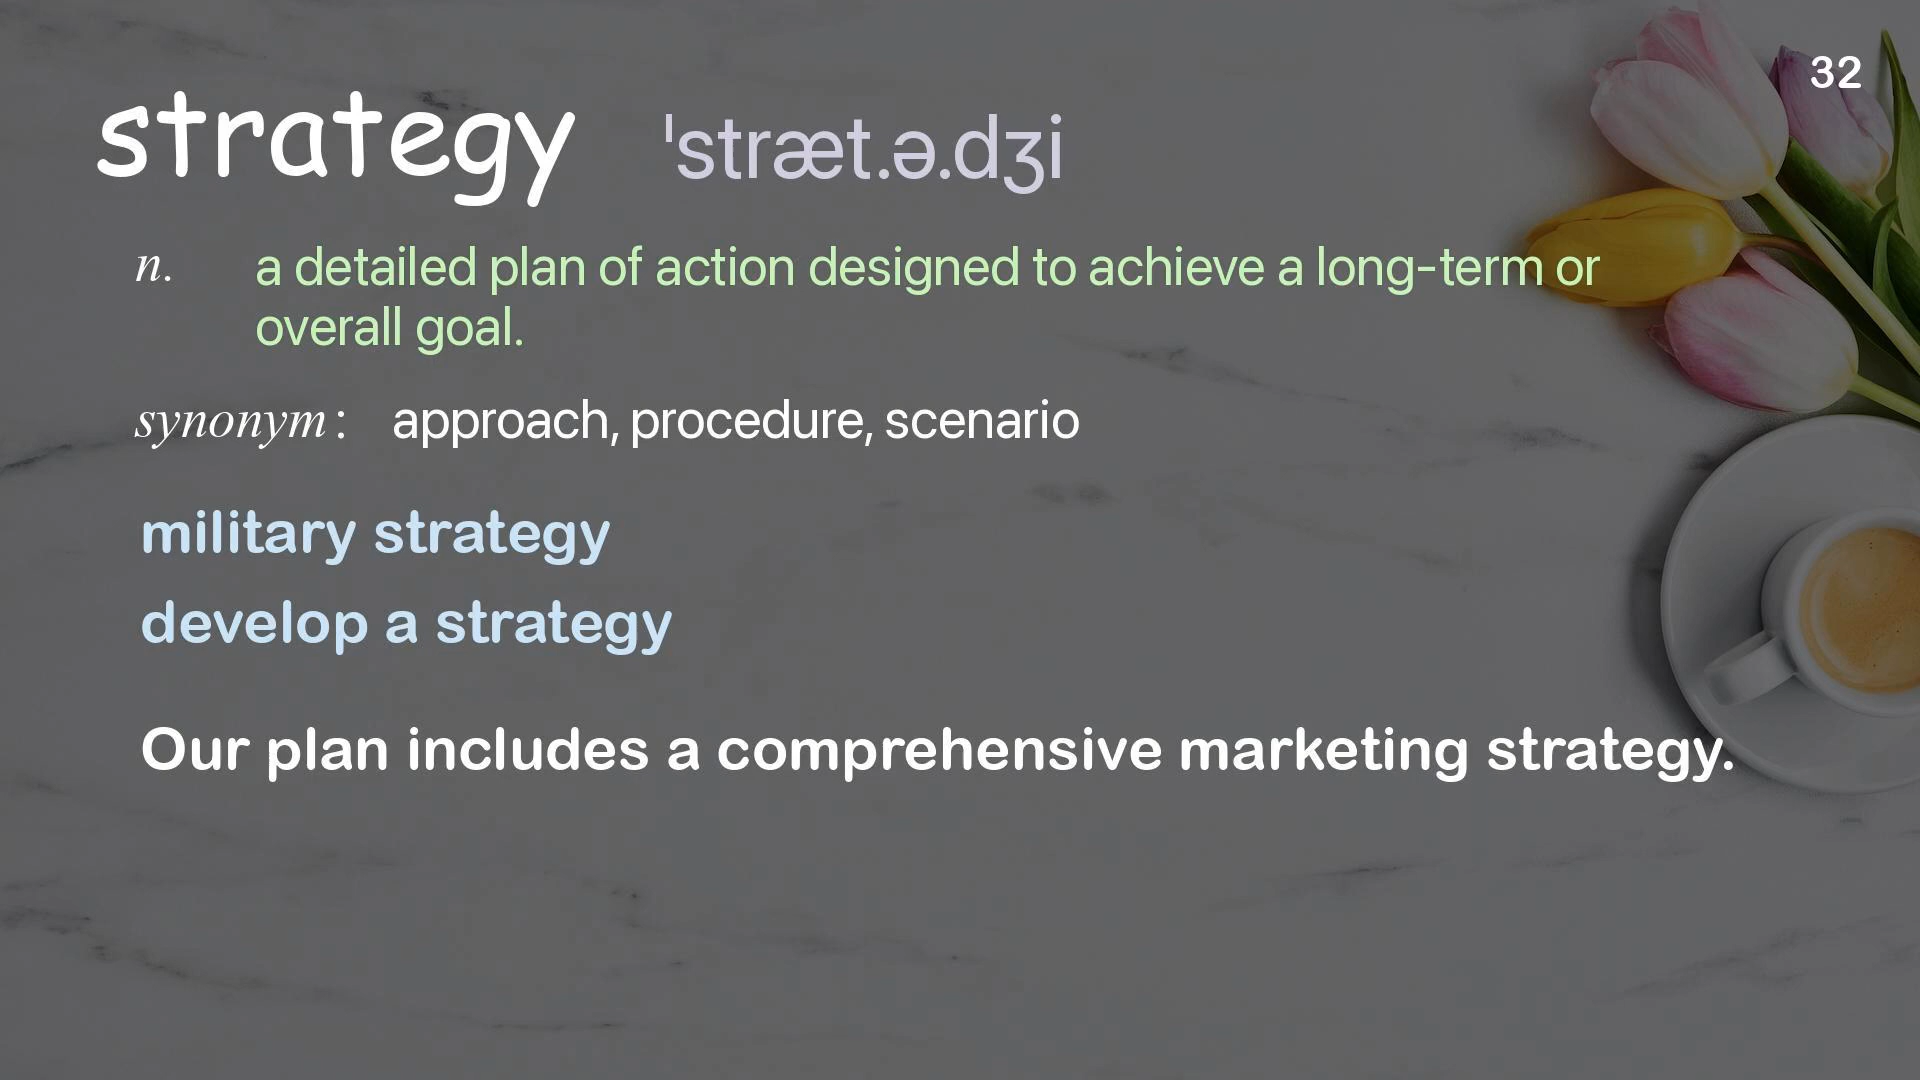 32
strategy ˈstræt.ə.dʒi
n. a detailed plan of action designed to achieve a long-term or
overall goal.
synonym: approach, procedure, scenario
military strategy
develop a strategy
Our plan includes a comprehensive marketing strategy.